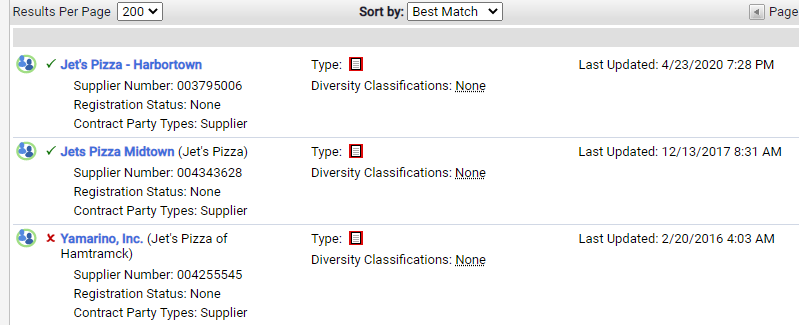 Results Per Page 200 Sort by: Best Match Page
Jet's Pizza - Harbortown Type: Last Updated: 4/23/2020 7:28 PM
Supplier Number: 003795006 Diversity Classifications: None
Registration Status: None
Contract Party Types: Supplier
Jets Pizza Midtown (Jet's Pizza) Type: Last Updated: 12/13/2017 8:31 AM
Supplier Number: 004343628 Diversity Classifications: None
Registration Status: None
Contract Party Types: Supplier
Yamarino, Inc. (Jet's Pizza of Type: Last Updated: 2/20/2016 4:03 AM
Hamtramck) Diversity Classifications: None
Supplier Number: 004255545
Registration Status: None
Contract Party Types: Supplier